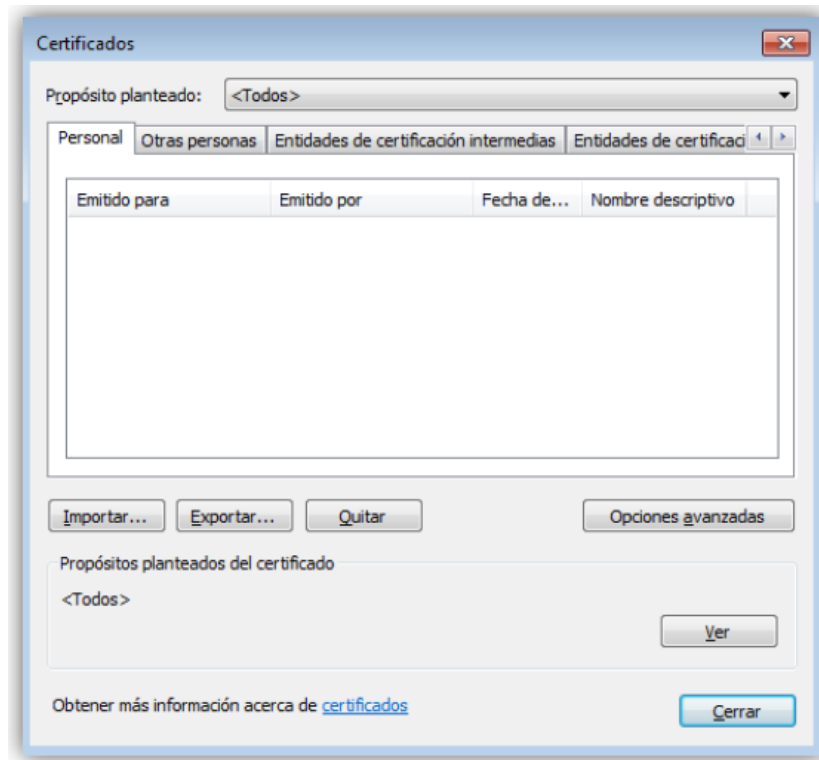 Certificados
Propósito planteado: <Todos>
Personal Otras personas Entidades de certificación intermedias Entidades de certificaci
Emitido para Emitido por Fecha de... Nombre descriptivo
Importar... Exportar... Quitar Opciones avanzadas
Propósitos planteados del certificado
<Todos>
Ver
Obtener más información acerca de certificados
Cerrar